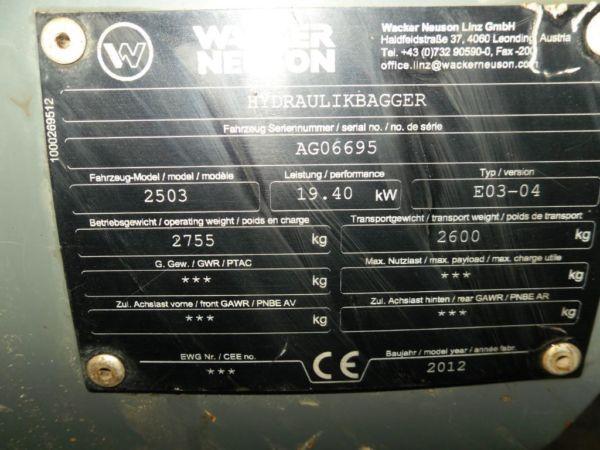 W
WACKER
NEUSON
Wacker Neuson Linz GmbH
Haidfeldstraße 37, 4060 Leonding, Austria
Tel. +43 (0)732 90590-0, Fax -200
office.linz@wackerneuson.com
1000269512
HYDRAULIKBAGGER
Fahrzeug Seriennummer / serial no. / no. de série
AG06695
Fahrzeug-Model / model / modèle
Leistung / performance
Typ / version
2503
19.40 kW
E03-04
Betriebsgewicht / operating weight / poids en charge
Transportgewicht / transport weight / poids de transport
2755 kg
2600 kg
G. Gew. / GWR / PTAC
Max. Nutzlast / max. payload / max. charge utile
*** kg
*** kg
Zul. Achslast vorne / front GAWR / PNBE AV
Zul. Achslast hinten / rear GAWR / PNBE AR
*** kg
*** kg
EWG Nr. / CEE no.
CE
Baujahr / model year / année fabr.
***
2012